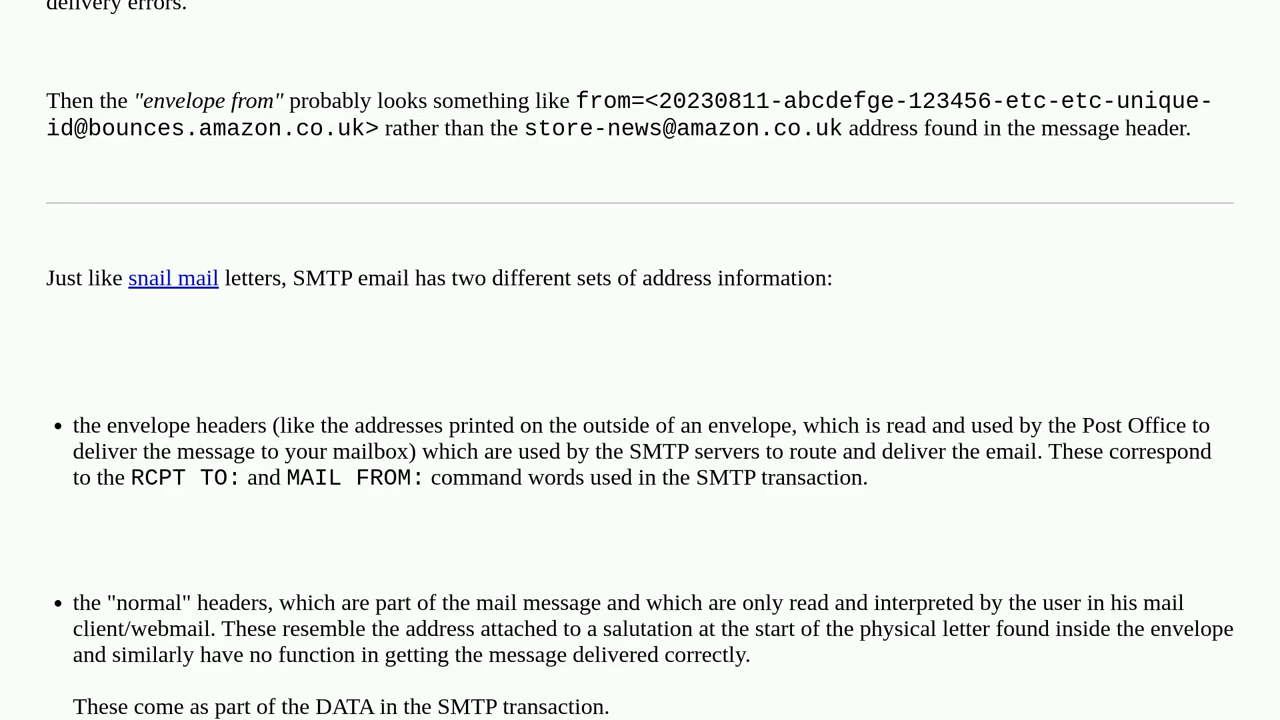 delivery errors.
Then the "envelope from" probably looks something like from=<20230811-abcdefge-123456-etc-etc-unique-
id@bounces.amazon.co.uk> rather than the store-news@amazon.co.uk address found in the message header.
Just like snail mail letters, SMTP email has two different sets of address information:
• the envelope headers (like the addresses printed on the outside of an envelope, which is read and used by the Post Office to
deliver the message to your mailbox) which are used by the SMTP servers to route and deliver the email. These correspond
to the RCPT TO: and MAIL FROM: command words used in the SMTP transaction.
• the "normal" headers, which are part of the mail message and which are only read and interpreted by the user in his mail
client/webmail. These resemble the address attached to a salutation at the start of the physical letter found inside the envelope
and similarly have no function in getting the message delivered correctly.
These come as part of the DATA in the SMTP transaction.